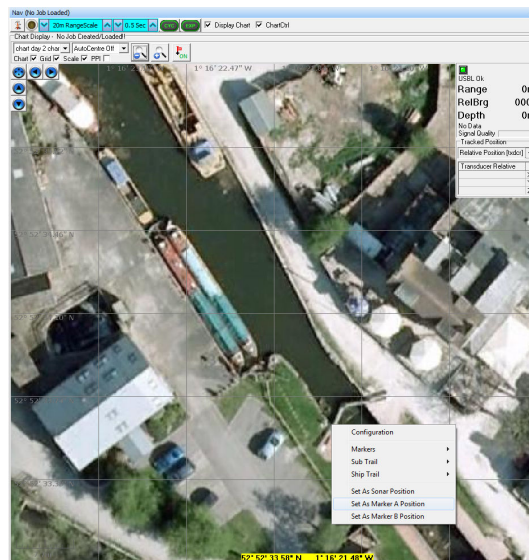 Nav (No Job Loaded)
20m RangeScale 0.5 Sec Display Chart ChartCtrl
Chart Display - No Job Created/Loaded!!
chart day 2 char AutoCentre Off ON
Chart Grid Scale PPI
1° 16' 22.47" W
USBL Ok
Range 0m
RelBrg 000
Depth 0m
No Data
Signal Quality
Tracked Position
Relative Position [txdcr]
Transducer Relative
Configuration
Markers
Sub Trail
Ship Trail
Set As Sonar Position
Set As Marker A Position
Set As Marker B Position
52° 52' 33.58" N 1° 16' 21.48" W